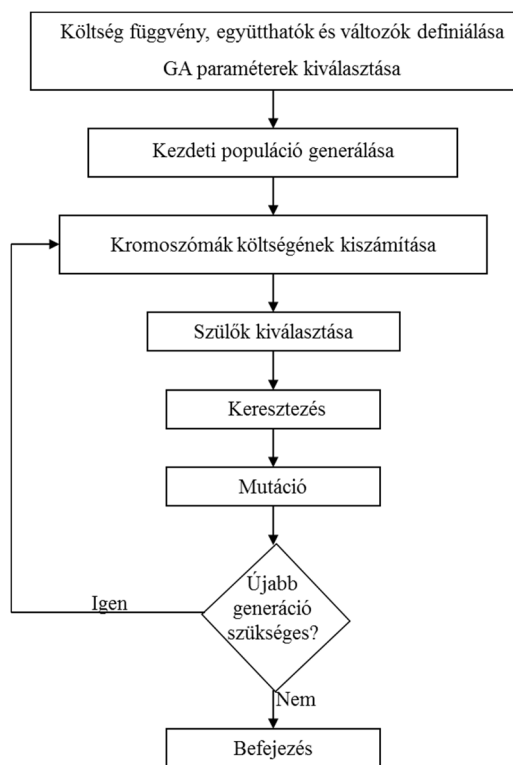 Költség függvény, együtthatók és változók definiálása
GA paraméterek kiválasztása
Kezdeti populáció generálása
Kromoszómák költségének kiszámítása
Szülők kiválasztása
Keresztezés
Mutáció
Újabb
generáció
szükséges?
Igen
Nem
Befejezés